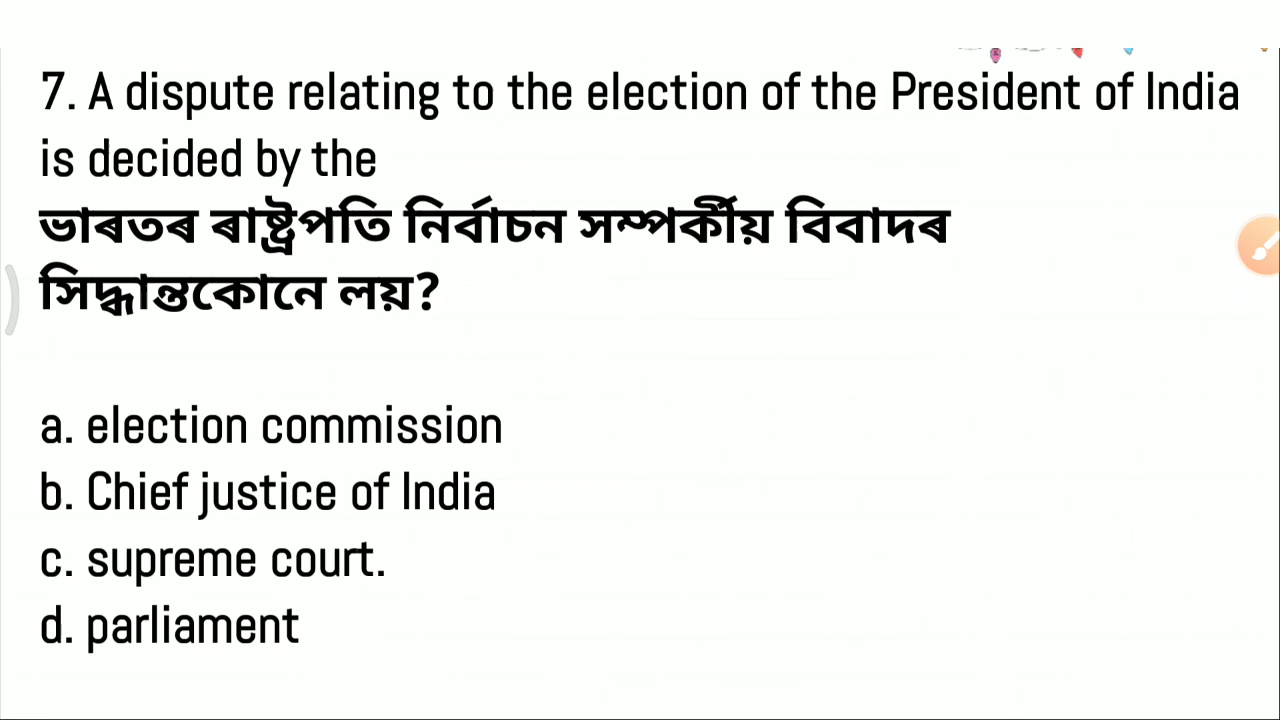 7. A dispute relating to the election of the President of India
is decided by the
ভাৰতৰ ৰাষ্ট্ৰপতি নিৰ্বাচন সম্পৰ্কীয় বিবাদৰ
সিদ্ধান্তকোনে লয়?
a. election commission
b. Chief justice of India
c. supreme court.
d. parliament